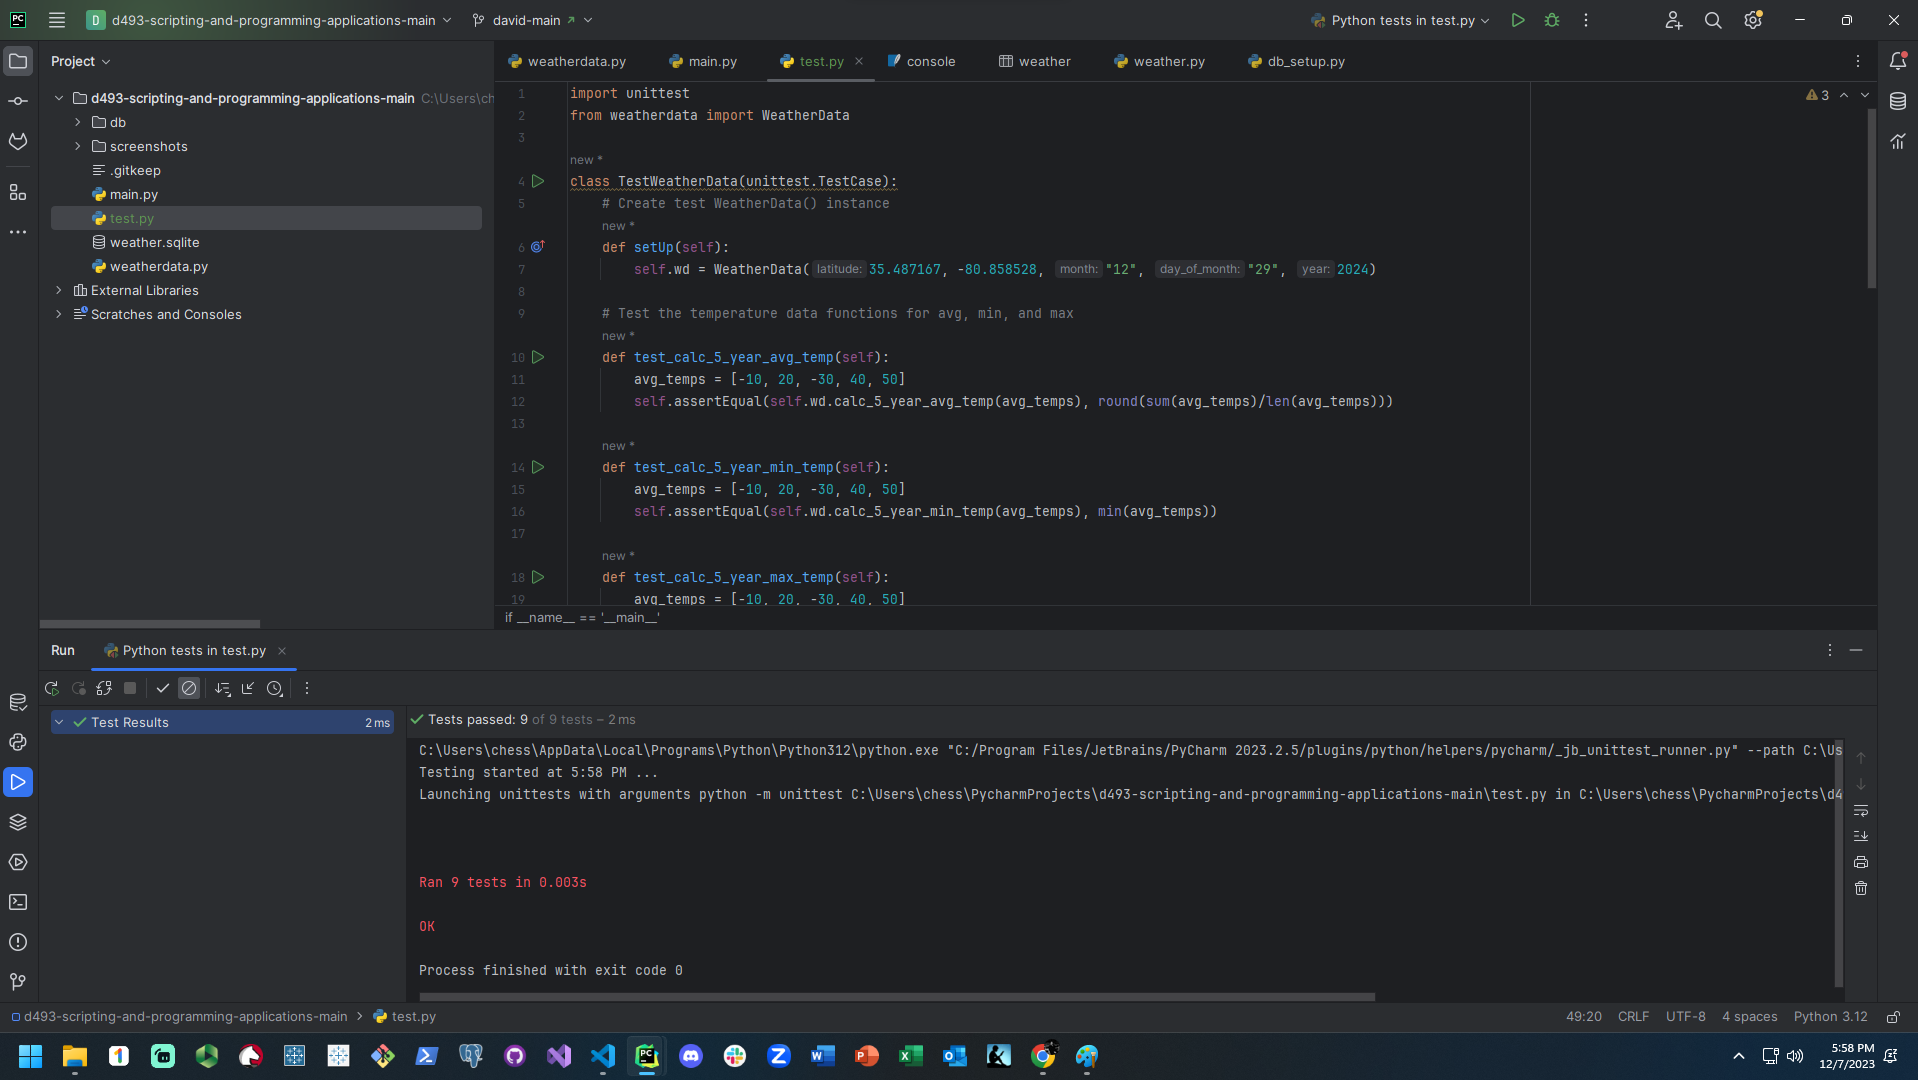 PC D d493-scripting-and-programming-applications-main david-main Python tests in test.py
Project
weatherdata.py main.py test.py console weather weather.py db_setup.py
d493-scripting-and-programming-applications-main C:\Users\ch
db
screenshots
.gitkeep
main.py
test.py
weather.sqlite
weatherdata.py
External Libraries
Scratches and Consoles
3
1 import unittest
2 from weatherdata import WeatherData
3
new *
4 class TestWeatherData(unittest.TestCase):
5 # Create test WeatherData() instance
new *
6 def setUp(self):
7 self.wd = WeatherData( latitude: 35.487167, -80.858528, month: "12", day_of_month: "29", year: 2024)
8
9 # Test the temperature data functions for avg, min, and max
new *
10 def test_calc_5_year_avg_temp(self):
11 avg_temps = [-10, 20, -30, 40, 50]
12 self.assertEqual(self.wd.calc_5_year_avg_temp(avg_temps), round(sum(avg_temps)/len(avg_temps)))
13
new *
14 def test_calc_5_year_min_temp(self):
15 avg_temps = [-10, 20, -30, 40, 50]
16 self.assertEqual(self.wd.calc_5_year_min_temp(avg_temps), min(avg_temps))
17
new *
18 def test_calc_5_year_max_temp(self):
19 avg_temps = [-10, 20, -30, 40, 50]
if __name__ == '__main__'
Run Python tests in test.py
Test Results 2 ms
Tests passed: 9 of 9 tests – 2 ms
C:\Users\chess\AppData\Local\Programs\Python\Python312\python.exe "C:/Program Files/JetBrains/PyCharm 2023.2.5/plugins/python/helpers/pycharm/_jb_unittest_runner.py" --path C:\Us
Testing started at 5:58 PM ...
Launching unittests with arguments python -m unittest C:\Users\chess\PycharmProjects\d493-scripting-and-programming-applications-main\test.py in C:\Users\chess\PycharmProjects\d4
Ran 9 tests in 0.003s
OK
Process finished with exit code 0
d493-scripting-and-programming-applications-main test.py 49:20 CRLF UTF-8 4 spaces Python 3.12
5:58 PM
12/7/2023